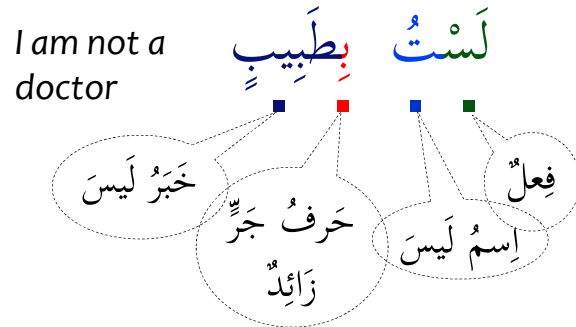 I am not a
doctor
لَسْتُ بِطَبِيبٍ
فِعلٌ
اِسمُ لَيسَ
حَرفُ جَرٍّ
زَائِدٌ
خَبَرُ لَيسَ